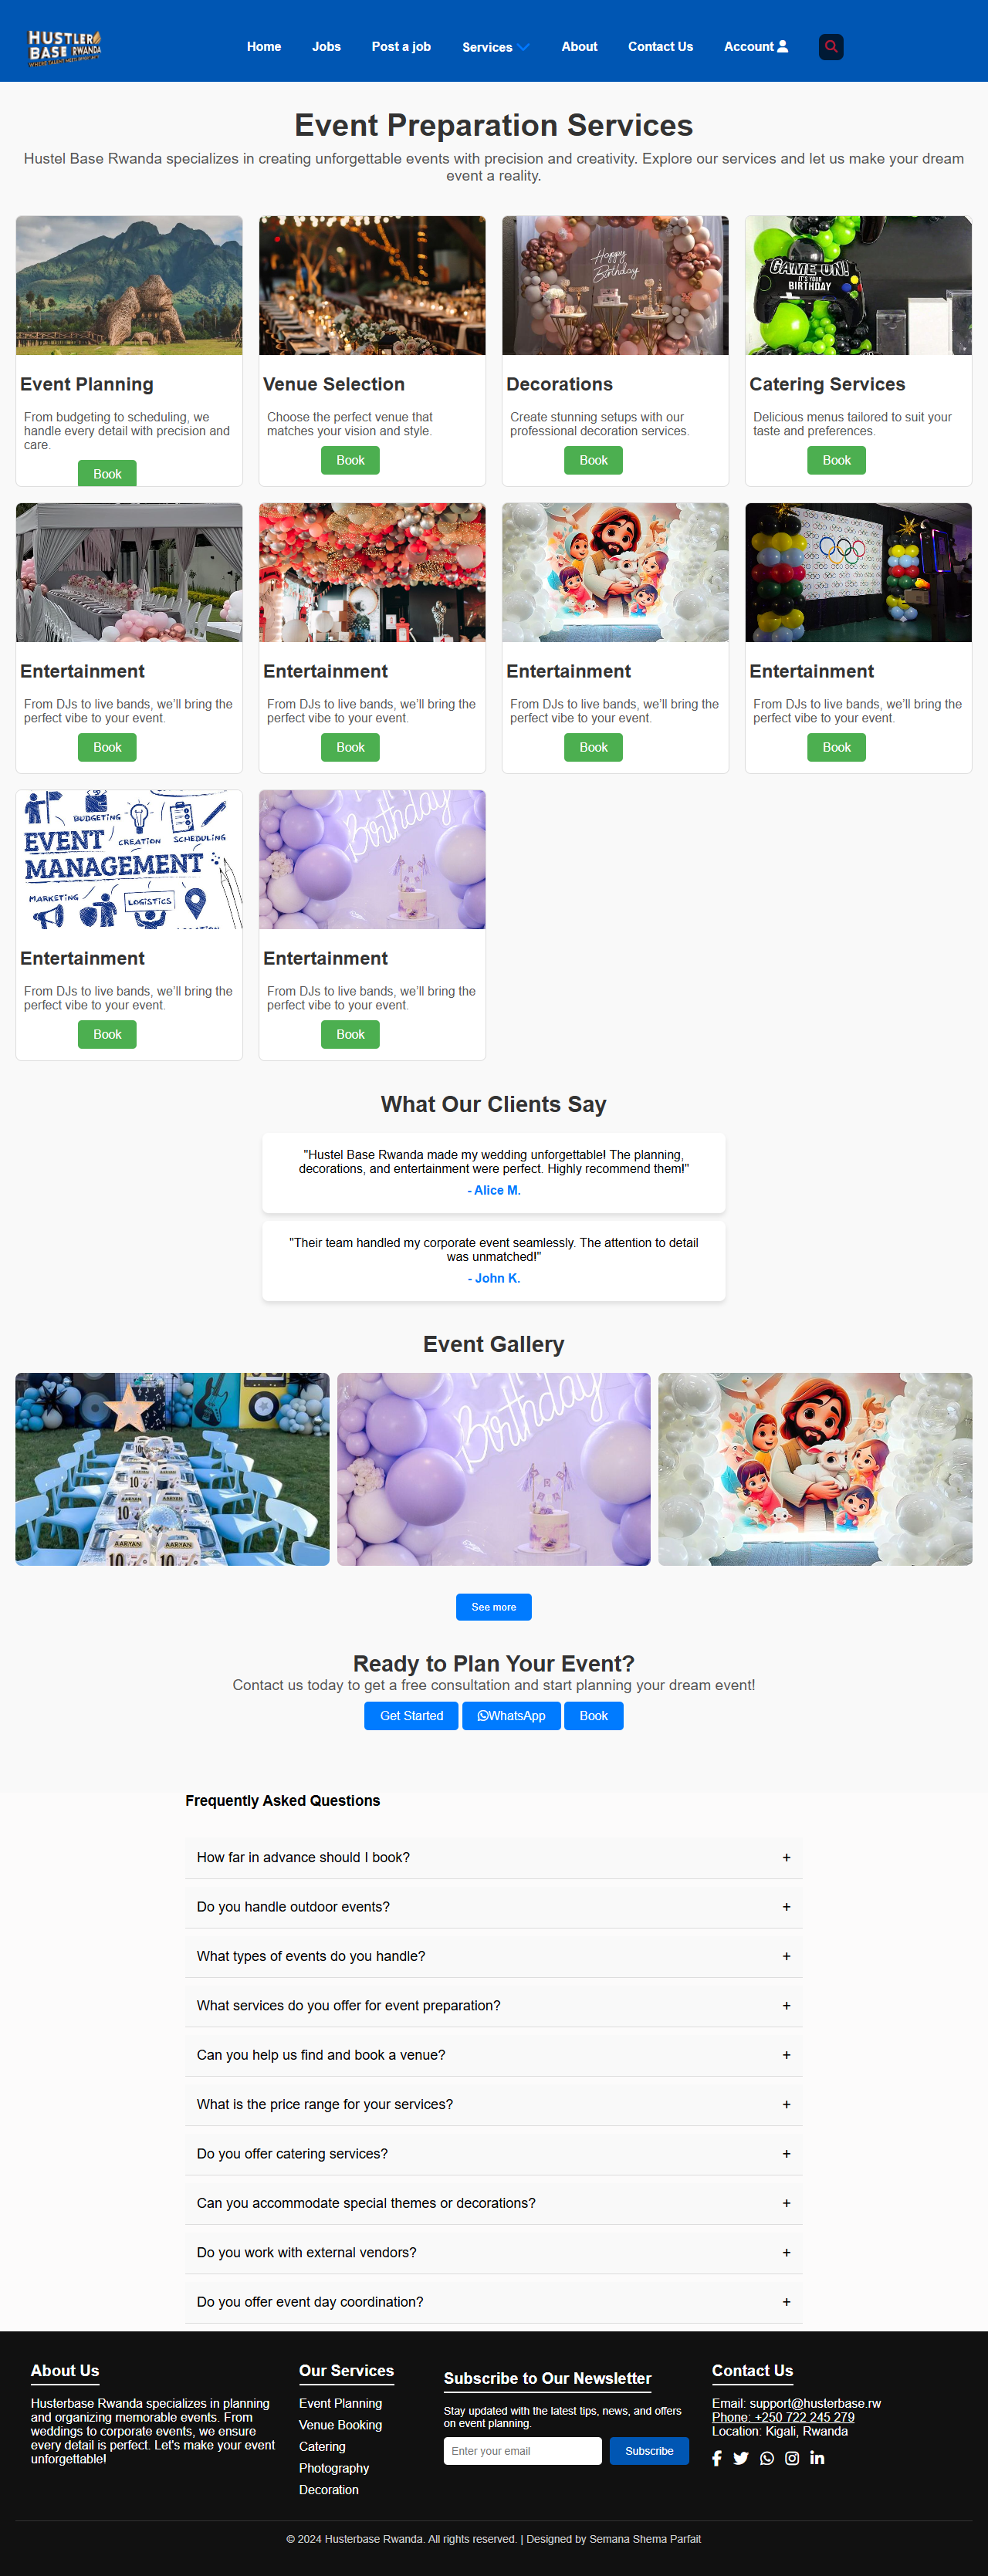 HUSTLER
BASE RWANDA
WHERE TALENT MEETS
Home
Jobs
Post a job
Services
About
Contact Us
Account
Event Preparation Services
Hustel Base Rwanda specializes in creating unforgettable events with precision and creativity. Explore our services and let us make your dream
event a reality.
Happy
Birthday
GAME ON!
IT'S YOUR
BIRTHDAY
Event Planning
From budgeting to scheduling, we
handle every detail with precision and
care.
Book
Venue Selection
Choose the perfect venue that
matches your vision and style.
Book
Decorations
Create stunning setups with our
professional decoration services.
Book
Catering Services
Delicious menus tailored to suit your
taste and preferences.
Book
Entertainment
From DJs to live bands, we’ll bring the
perfect vibe to your event.
Book
Entertainment
From DJs to live bands, we’ll bring the
perfect vibe to your event.
Book
Entertainment
From DJs to live bands, we’ll bring the
perfect vibe to your event.
Book
Entertainment
From DJs to live bands, we’ll bring the
perfect vibe to your event.
Book
BUDGETING
EVENT
CREATION
SCHEDULING
MANAGEMENT
MARKETING
LOGISTICS
Birthday
Entertainment
From DJs to live bands, we’ll bring the
perfect vibe to your event.
Book
Entertainment
From DJs to live bands, we’ll bring the
perfect vibe to your event.
Book
What Our Clients Say
"Hustel Base Rwanda made my wedding unforgettable! The planning,
decorations, and entertainment were perfect. Highly recommend them!"
- Alice M.
"Their team handled my corporate event seamlessly. The attention to detail
was unmatched!"
- John K.
Event Gallery
10
10
AARYAN
AARYAN
AARYAN
AARYAN
10
10
Birthday
See more
Ready to Plan Your Event?
Contact us today to get a free consultation and start planning your dream event!
Get Started
WhatsApp
Book
Frequently Asked Questions
How far in advance should I book?
+
Do you handle outdoor events?
+
What types of events do you handle?
+
What services do you offer for event preparation?
+
Can you help us find and book a venue?
+
What is the price range for your services?
+
Do you offer catering services?
+
Can you accommodate special themes or decorations?
+
Do you work with external vendors?
+
Do you offer event day coordination?
+
About Us
Husterbase Rwanda specializes in planning
and organizing memorable events. From
weddings to corporate events, we ensure
every detail is perfect. Let's make your event
unforgettable!
Our Services
Event Planning
Venue Booking
Catering
Photography
Decoration
Subscribe to Our Newsletter
Stay updated with the latest tips, news, and offers
on event planning.
Enter your email
Subscribe
Contact Us
Email: support@husterbase.rw
Phone: +250 722 245 279
Location: Kigali, Rwanda
© 2024 Husterbase Rwanda. All rights reserved. | Designed by Semana Shema Parfait